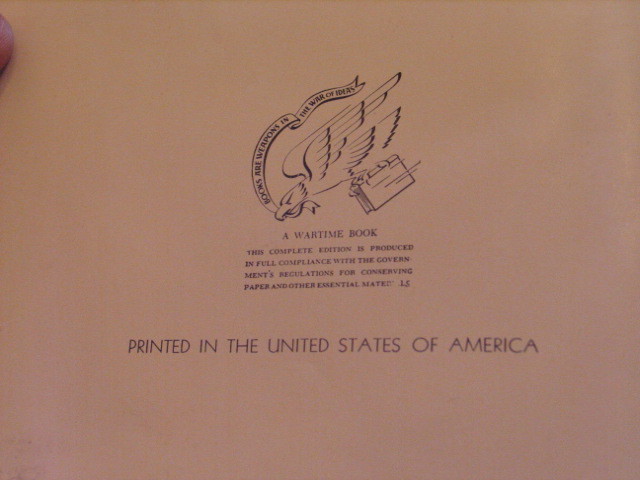 BOOKS ARE WEAPONS IN THE WAR OF IDEAS
A WARTIME BOOK
THIS COMPLETE EDITION IS PRODUCED
IN FULL COMPLIANCE WITH THE GOVERN-
MENT'S REGULATIONS FOR CONSERVING
PAPER AND OTHER ESSENTIAL
PRINTED IN THE UNITED STATES OF AMERICA